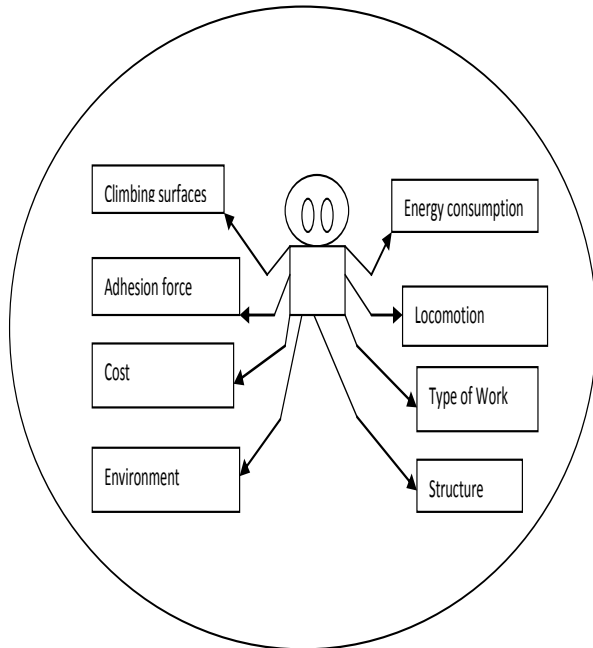 Climbing surfaces
Energy consumption
Adhesion force
Locomotion
Cost
Type of Work
Environment
Structure